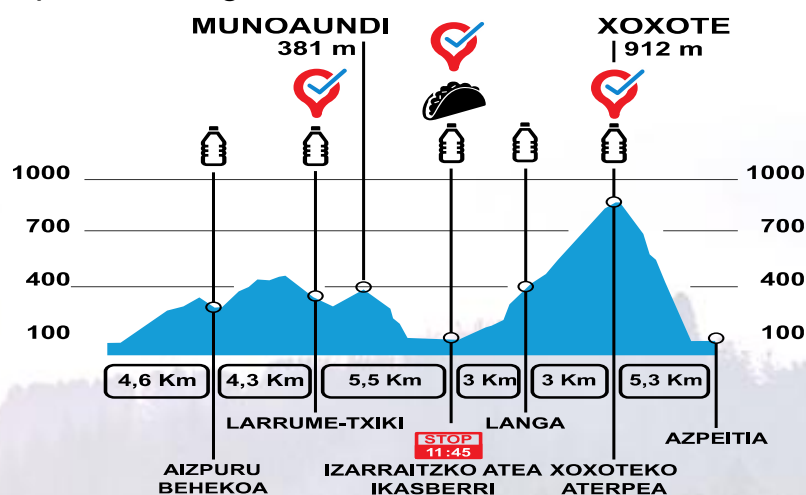 MUNOAUNDI
381 m
XOXOTE
912 m
1000
1000
700
700
400
400
100
100
4,6 Km
4,3 Km
5,5 Km
3 Km
3 Km
5,3 Km
LARRUME-TXIKI
LANGA
STOP
11:45
AZPEITIA
AIZPURU
BEHEKOA
IZARRAITZKO ATEA
IKASBERRI
XOXOTEKO
ATERPEA